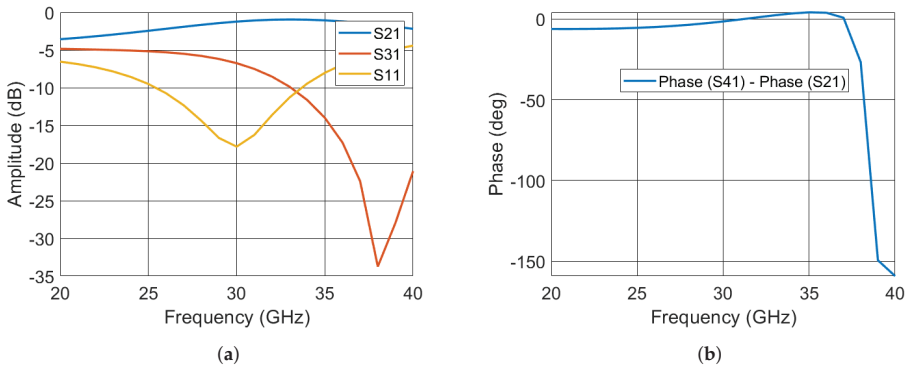 0
-5
-10
-15
-20
-25
-30
-35
20
25
30
35
40
Amplitude (dB)
Frequency (GHz)
S21
S31
S11
(a)
0
-50
-100
-150
20
25
30
35
40
Phase (deg)
Frequency (GHz)
Phase (S41) - Phase (S21)
(b)